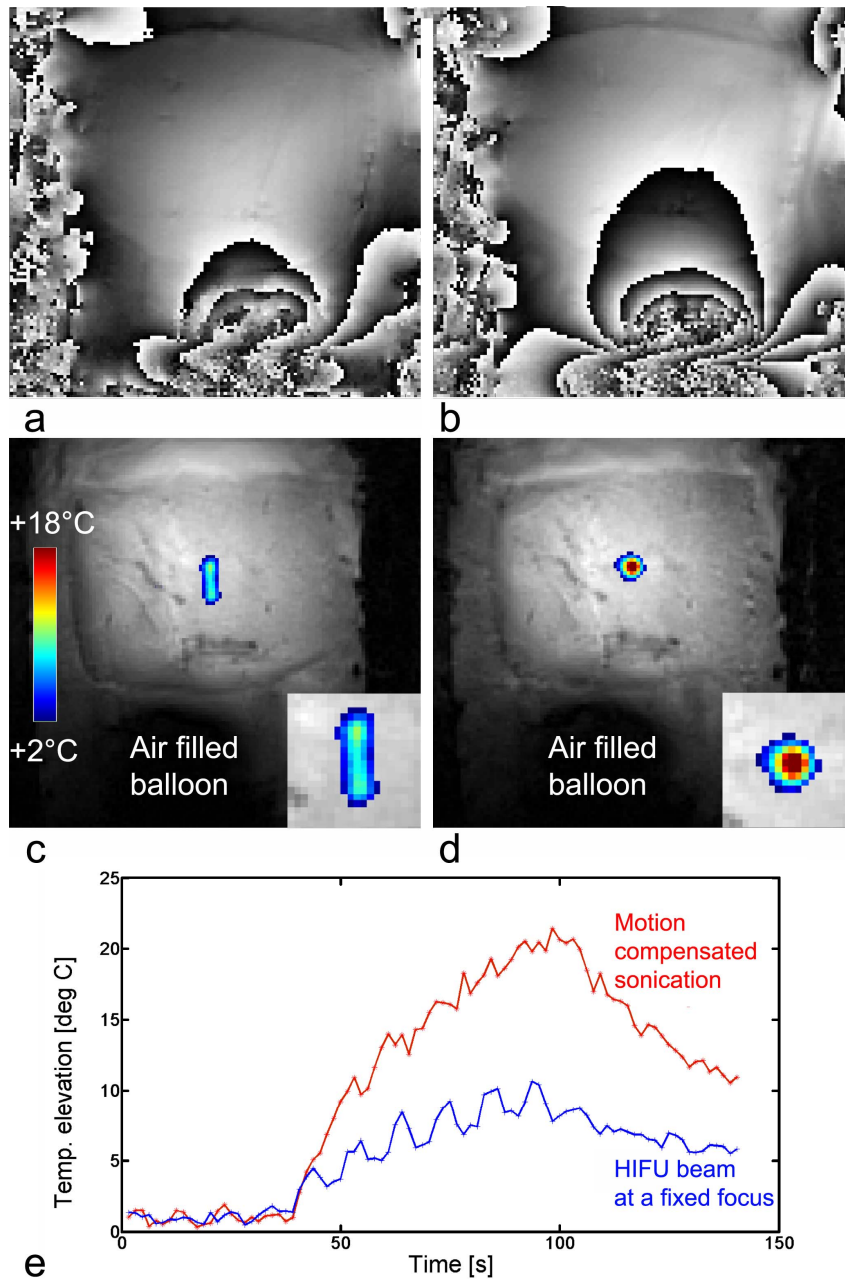 a
b
+18°C
+2°C
Air filled
balloon
c
Air filled
balloon
d
25
20
15
10
5
0
Temp. elevation [deg C]
Motion
compensated
sonication
HIFU beam
at a fixed focus
0
50
100
150
Time [s]
e